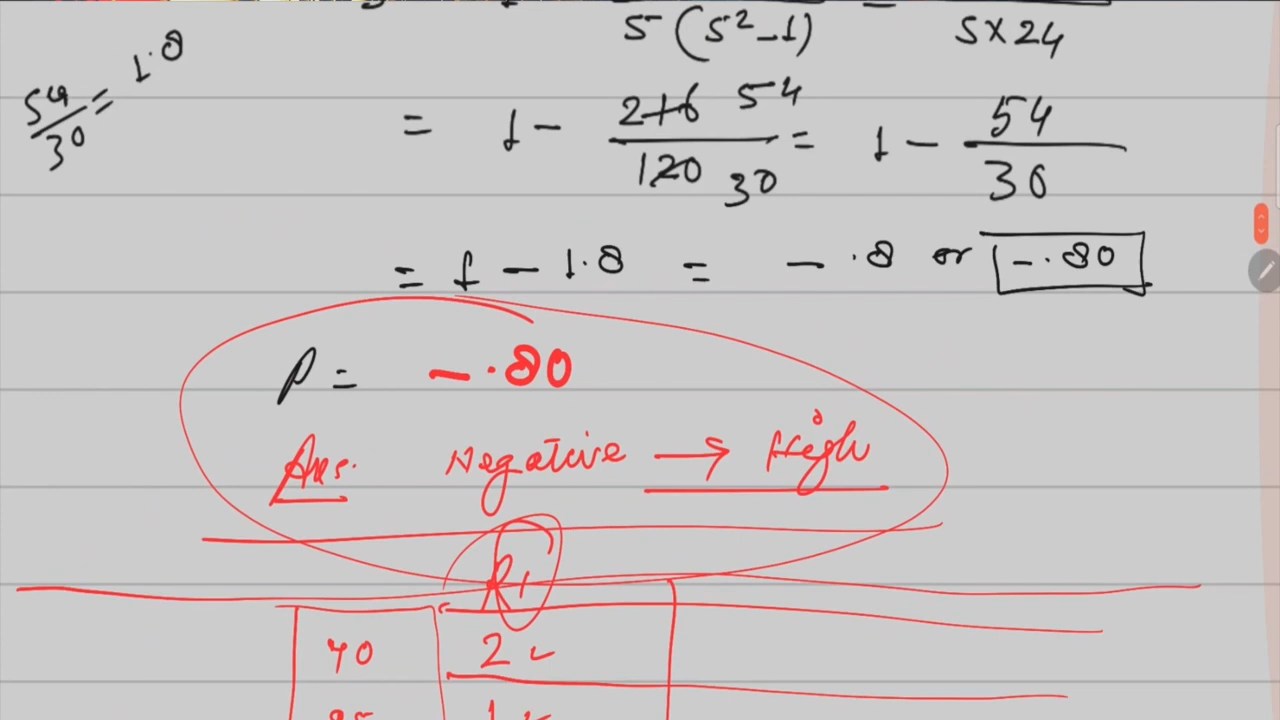 5 (5²-1)
5 x 24
54/30 = 1.8
= 1 - 216 54 / 120 30 = 1 - 54/30
= 1 - 1.8 = - .8 or - .80
ρ = - .80
Ans. Negative → High
R1
40 2